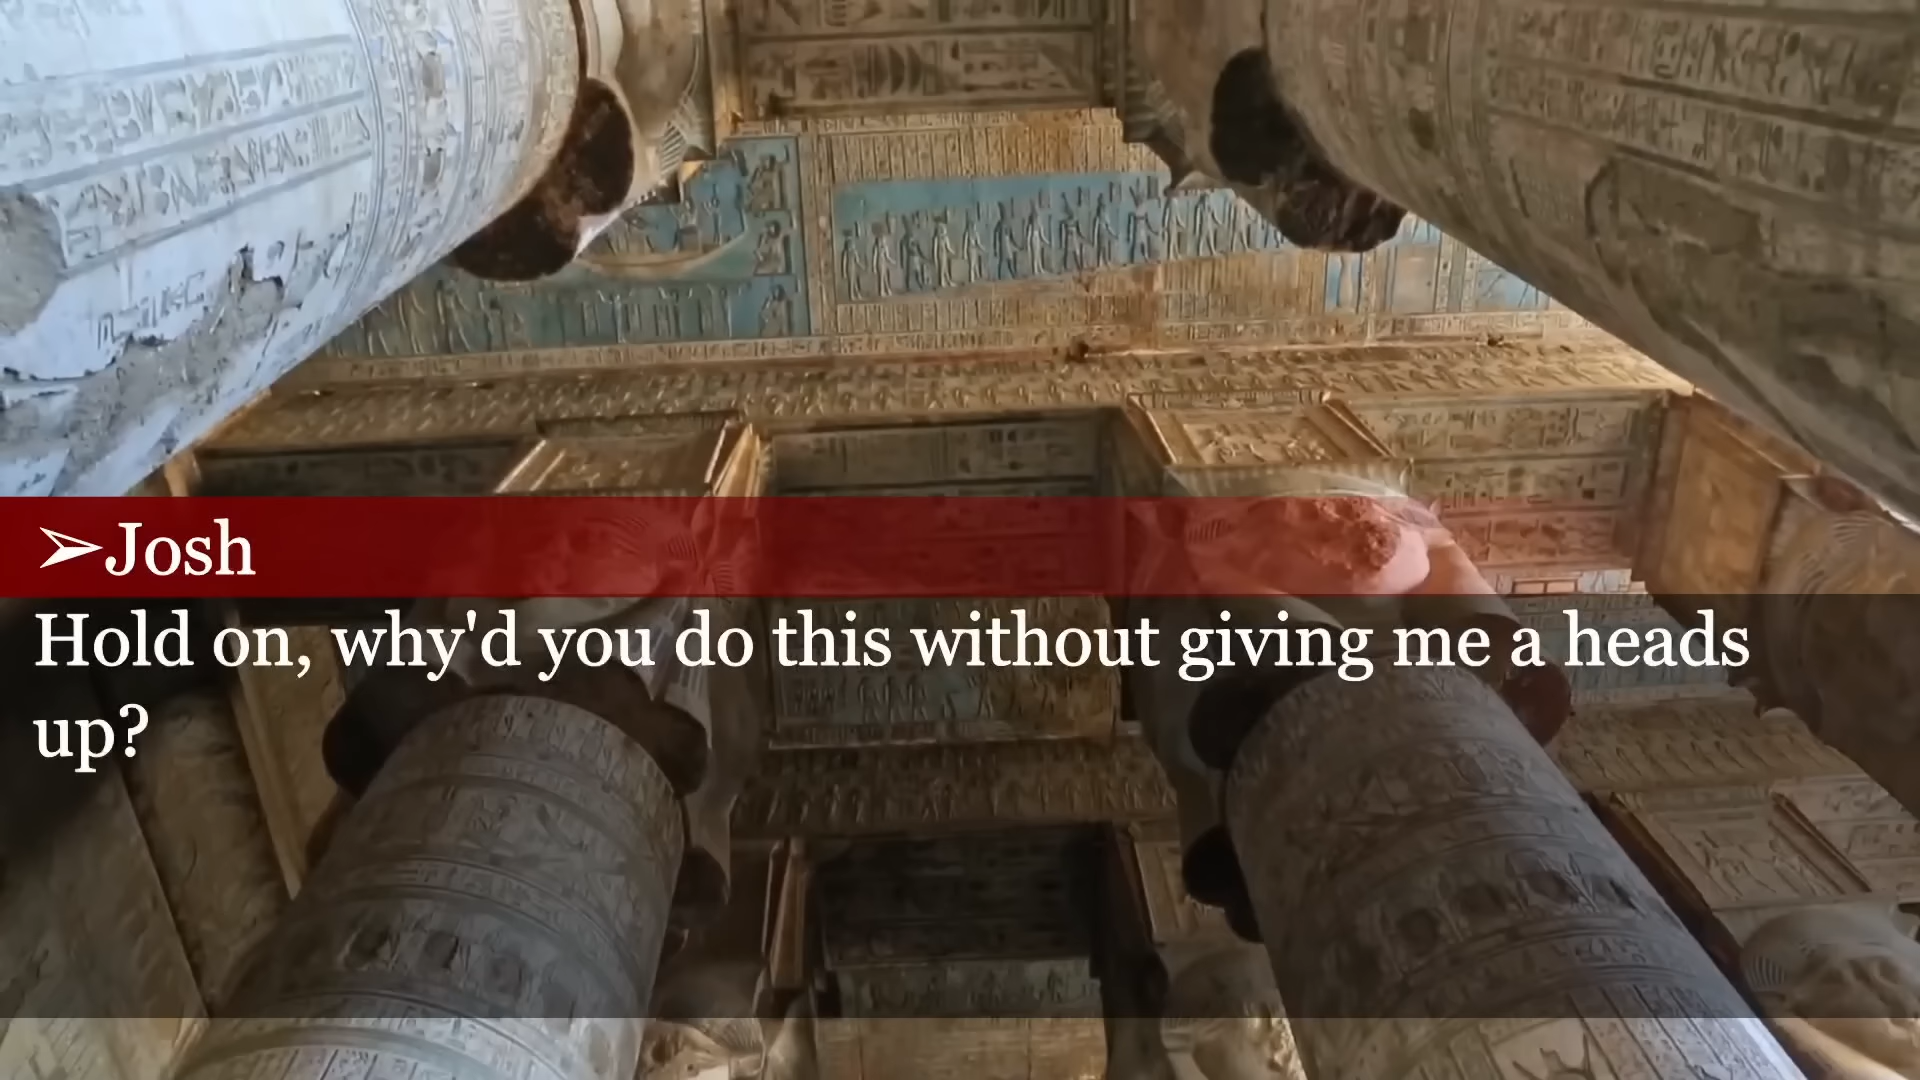 ➢Josh
Hold on, why'd you do this without giving me a heads
up?